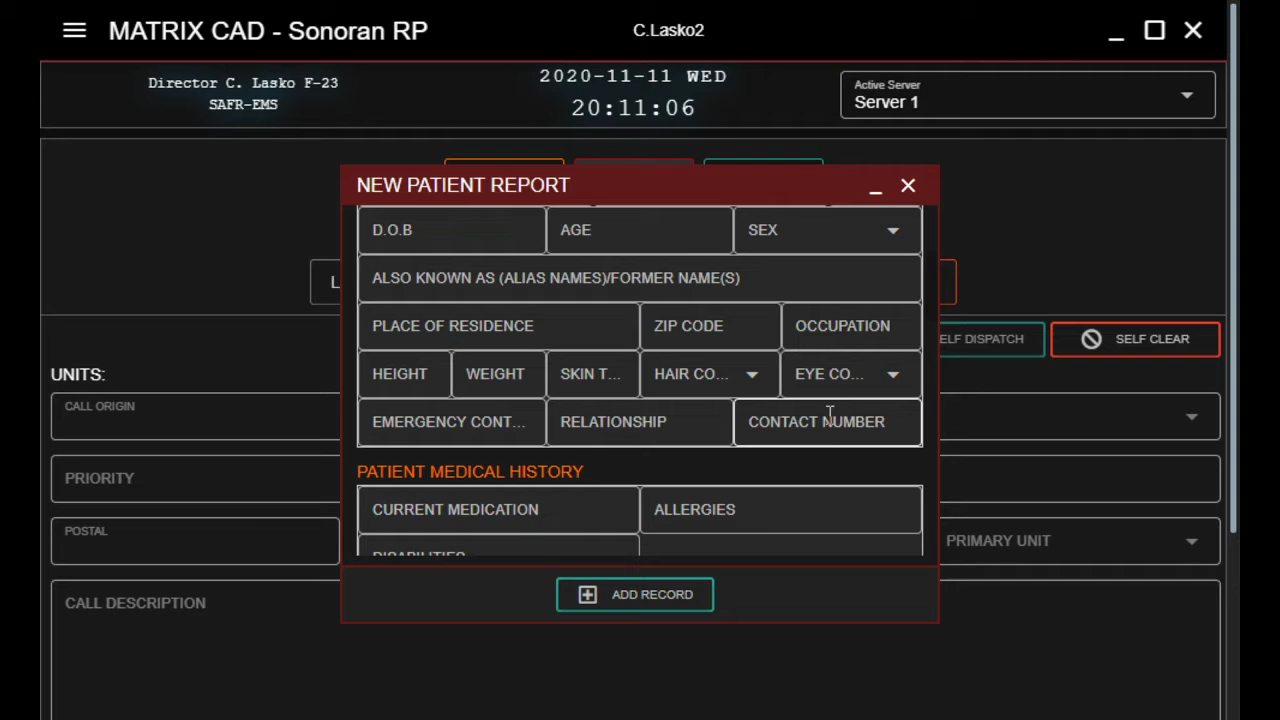 MATRIX CAD - Sonoran RP
C.Lasko2
Director C. Lasko F-23
SAFR-EMS
2020-11-11 WED
20:11:06
Active Server
Server 1
NEW PATIENT REPORT
D.O.B AGE SEX
ALSO KNOWN AS (ALIAS NAMES)/FORMER NAME(S)
PLACE OF RESIDENCE ZIP CODE OCCUPATION
HEIGHT WEIGHT SKIN T... HAIR CO... EYE CO...
EMERGENCY CONT... RELATIONSHIP CONTACT NUMBER
PATIENT MEDICAL HISTORY
CURRENT MEDICATION ALLERGIES
DISABILITIES
ADD RECORD
L
ELF DISPATCH
SELF CLEAR
UNITS:
CALL ORIGIN
PRIORITY
POSTAL
PRIMARY UNIT
CALL DESCRIPTION